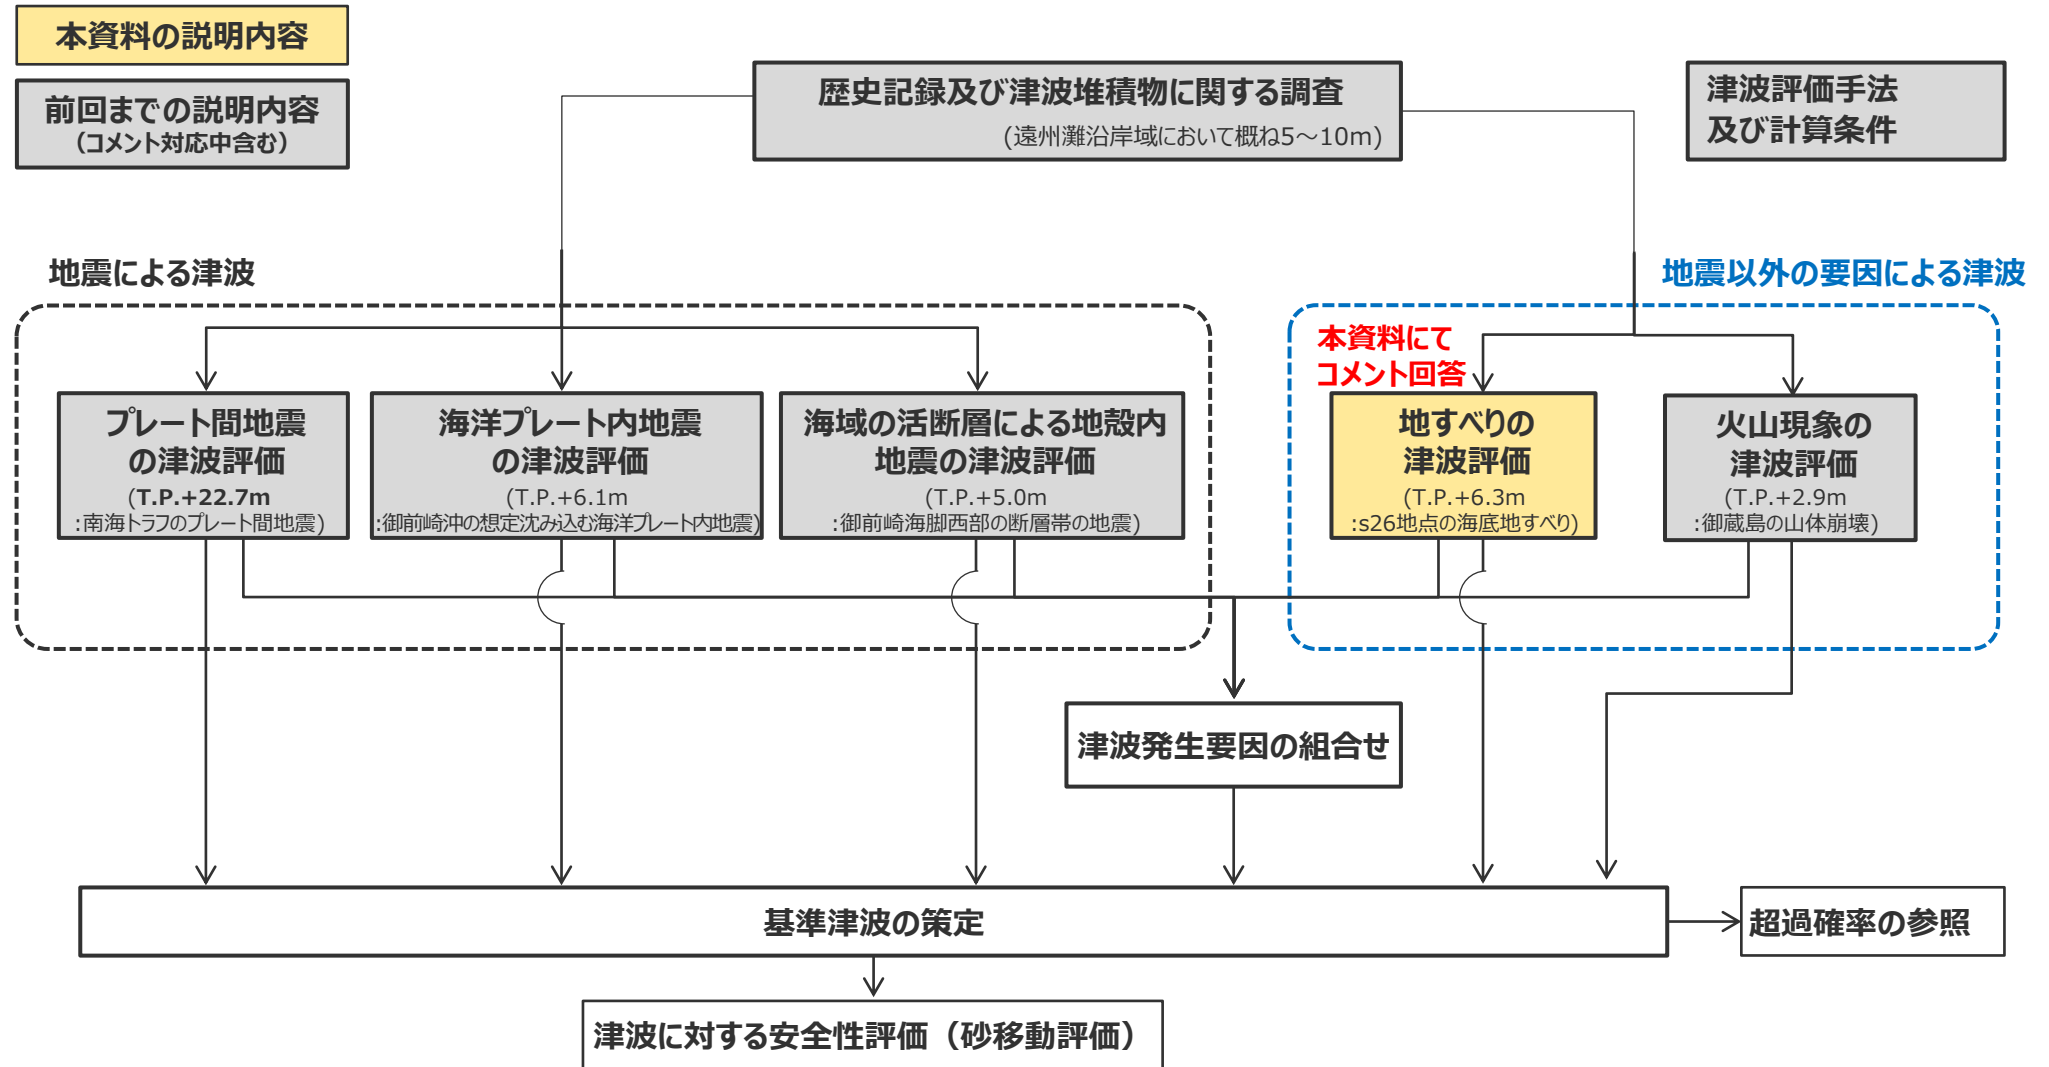 本資料の説明内容
前回までの説明内容
(コメント対応中含む)
歴史記録及び津波堆積物に関する調査
(遠州灘沿岸域において概ね5～10m)
津波評価手法
及び計算条件
地震による津波
地震以外の要因による津波
本資料にて
コメント回答
プレート間地震
の津波評価
(T.P.+22.7m
:南海トラフのプレート間地震)
海洋プレート内地震
の津波評価
(T.P.+6.1m
:御前崎沖の想定沈み込む海洋プレート内地震)
海域の活断層による地殻内
地震の津波評価
(T.P.+5.0m
:御前崎海脚西部の断層帯の地震)
地すべりの
津波評価
(T.P.+6.3m
:s26地点の海底地すべり)
火山現象の
津波評価
(T.P.+2.9m
:御蔵島の山体崩壊)
津波発生要因の組合せ
基準津波の策定
超過確率の参照
津波に対する安全性評価（砂移動評価）